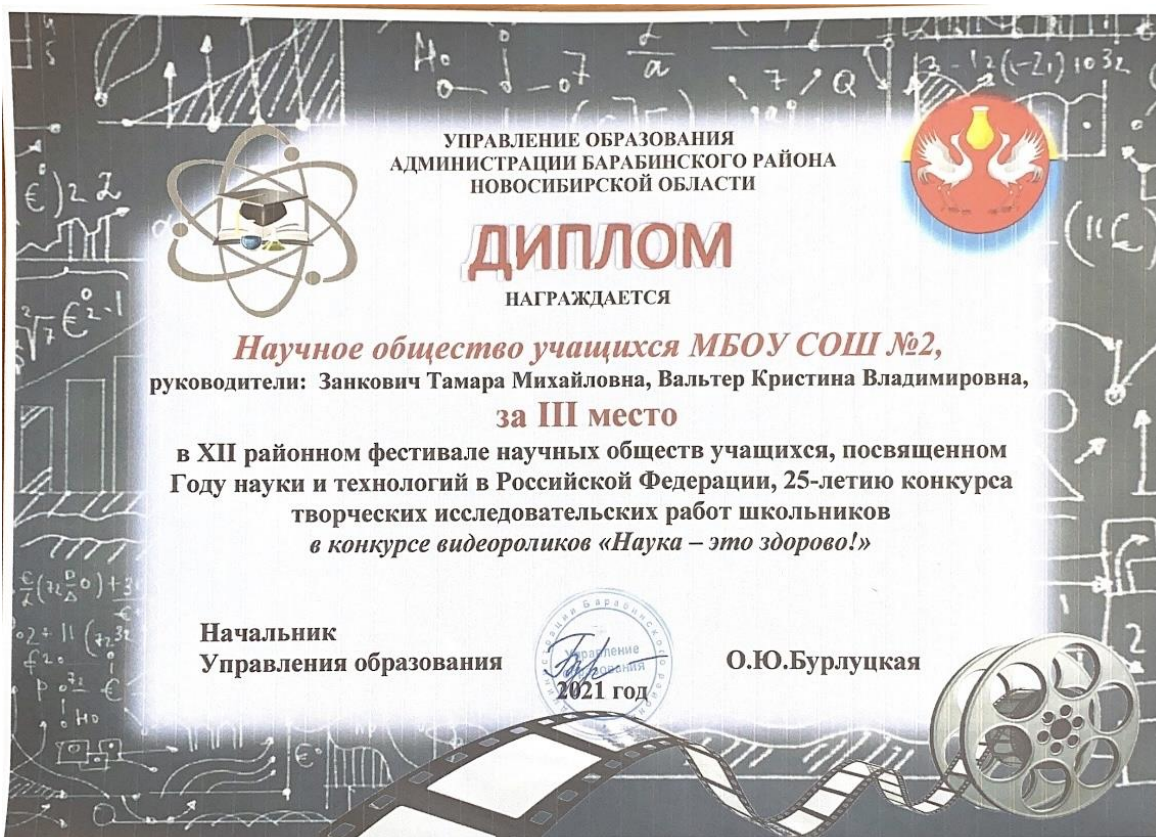 УПРАВЛЕНИЕ ОБРАЗОВАНИЯ
АДМИНИСТРАЦИИ БАРАБИНСКОГО РАЙОНА
НОВОСИБИРСКОЙ ОБЛАСТИ
ДИПЛОМ
НАГРАЖДАЕТСЯ
Научное общество учащихся МБОУ СОШ №2,
руководители: Занкович Тамара Михайловна, Вальтер Кристина Владимировна,
за III место
в XII районном фестивале научных обществ учащихся, посвященном
Году науки и технологий в Российской Федерации, 25-летию конкурса
творческих исследовательских работ школьников
в конкурсе видеороликов «Наука – это здорово!»
Начальник
Управления образования
О.Ю.Бурлуцкая
Управление
образования
2021 год